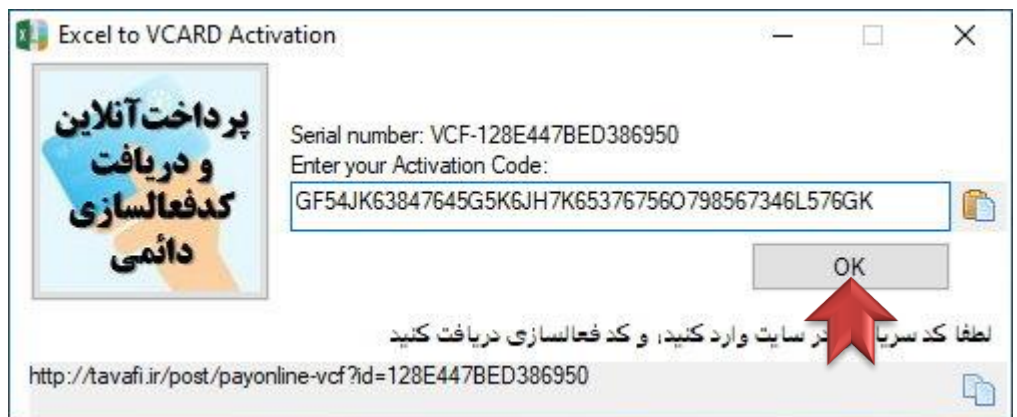 Excel to VCARD Activation
پرداخت آنلاین
و دریافت
کدفعالسازی
دائمی
Serial number: VCF-128E447BED386950
Enter your Activation Code:
GF54JK63847645G5K6JH7K65376756O798567346L576GK
OK
لطفا کد سریا در سایت وارد کنید، و کد فعالسازی دریافت کنید
http://tavafi.ir/post/payonline-vcf?id=128E447BED386950